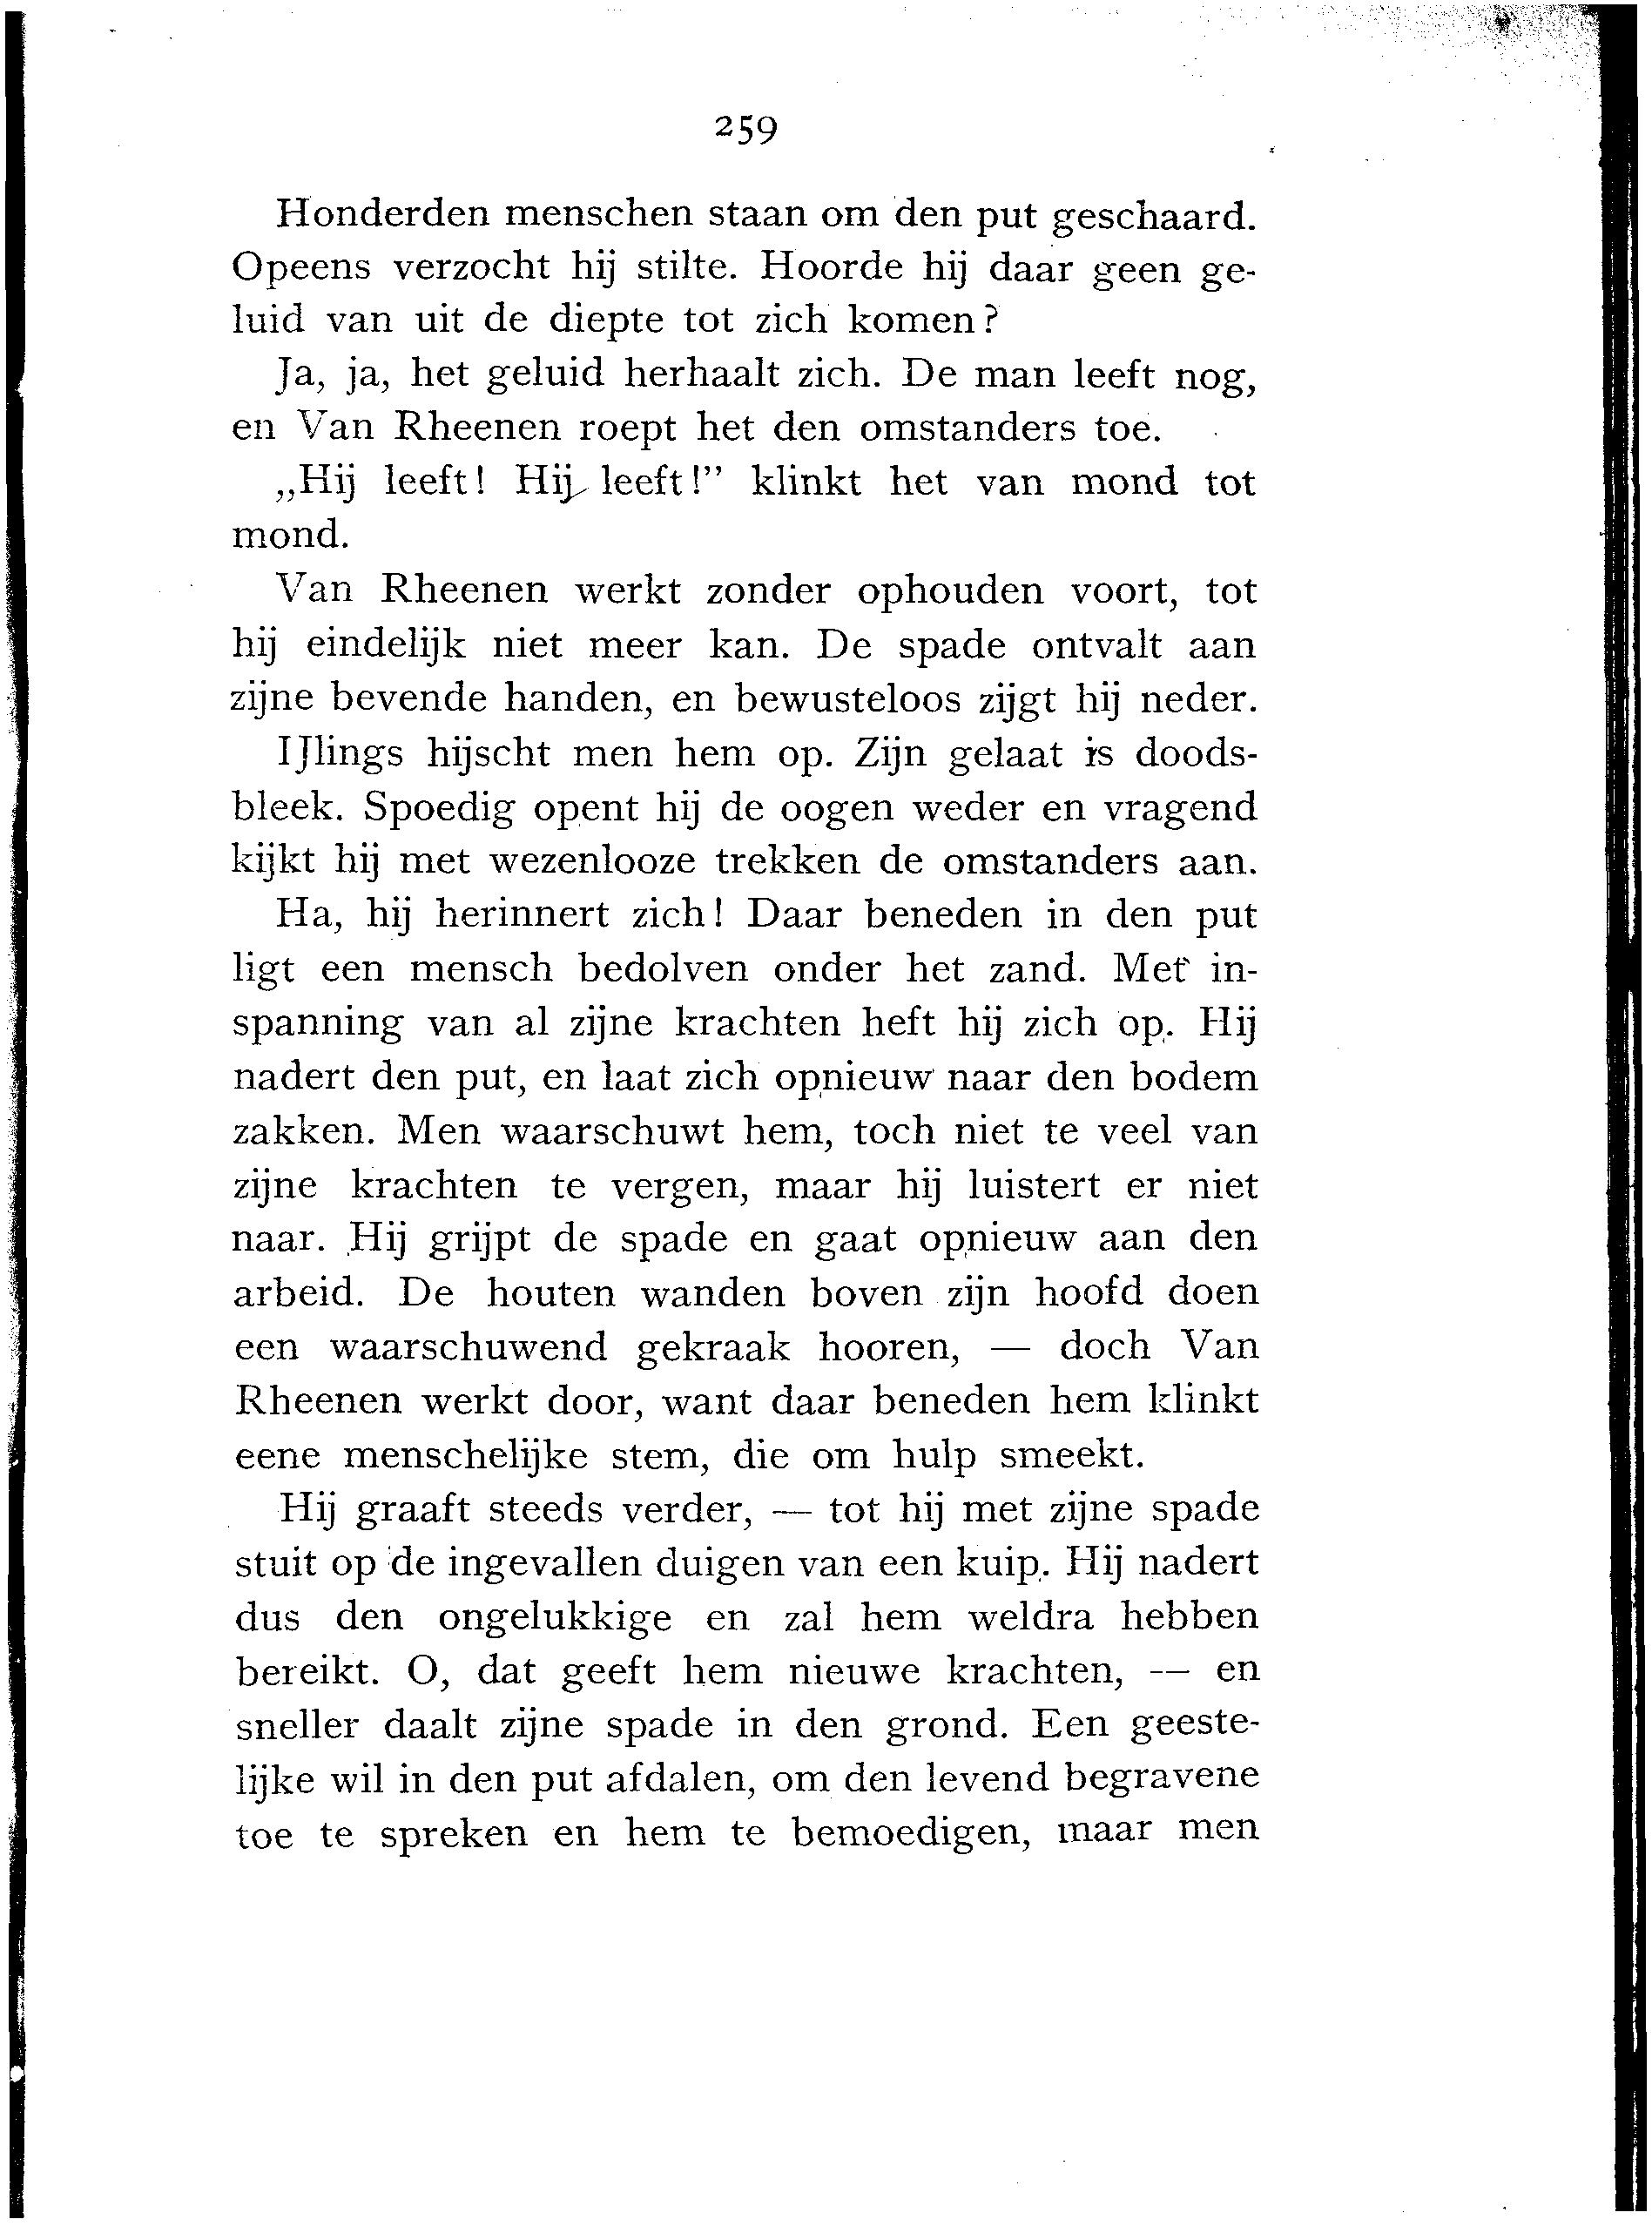 259
Honderden menschen staan om den put geschaard.
Opeens verzocht hij stilte. Hoorde hij daar geen ge-
luid van uit de diepte tot zich komen?
Ja, ja, het geluid herhaalt zich. De man leeft nog,
en Van Rheenen roept het den omstanders toe.
„Hij leeft! Hij leeft!” klinkt het van mond tot
mond.
Van Rheenen werkt zonder ophouden voort, tot
hij eindelijk niet meer kan. De spade ontvalt aan
zijne bevende handen, en bewusteloos zijgt hij neder.
IJlings hijscht men hem op. Zijn gelaat is doods-
bleek. Spoedig opent hij de oogen weder en vragend
kijkt hij met wezenlooze trekken de omstanders aan.
Ha, hij herinnert zich! Daar beneden in den put
ligt een mensch bedolven onder het zand. Met in-
spanning van al zijne krachten heft hij zich op. Hij
nadert den put, en laat zich opnieuw naar den bodem
zakken. Men waarschuwt hem, toch niet te veel van
zijne krachten te vergen, maar hij luistert er niet
naar. Hij grijpt de spade en gaat opnieuw aan den
arbeid. De houten wanden boven zijn hoofd doen
een waarschuwend gekraak hooren, — doch Van
Rheenen werkt door, want daar beneden hem klinkt
eene menschelijke stem, die om hulp smeekt.
Hij graaft steeds verder, — tot hij met zijne spade
stuit op de ingevallen duigen van een kuip. Hij nadert
dus den ongelukkige en zal hem weldra hebben
bereikt. O, dat geeft hem nieuwe krachten, — en
sneller daalt zijne spade in den grond. Een geeste-
lijke wil in den put afdalen, om den levend begravene
toe te spreken en hem te bemoedigen, maar men